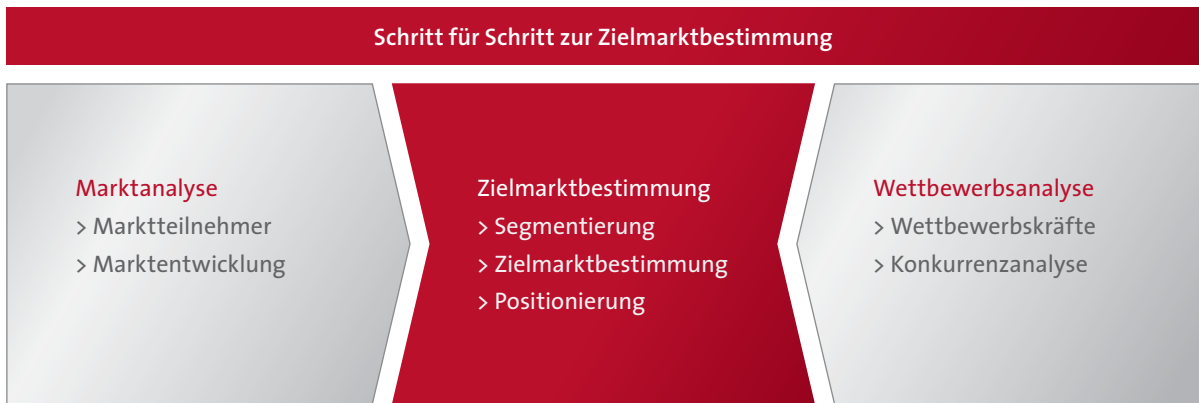 Schritt für Schritt zur Zielmarktbestimmung
Marktanalyse
> Marktteilnehmer
> Marktentwicklung
Zielmarktbestimmung
> Segmentierung
> Zielmarktbestimmung
> Positionierung
Wettbewerbsanalyse
> Wettbewerbskräfte
> Konkurrenzanalyse